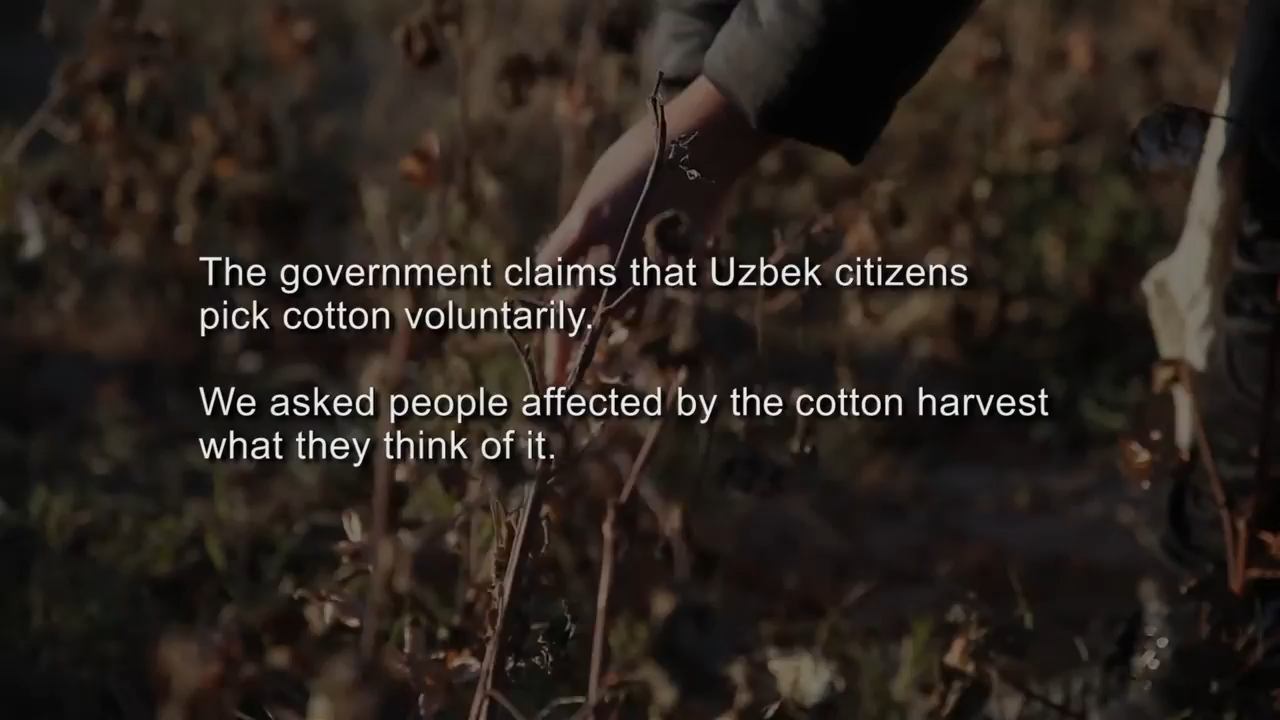 The government claims that Uzbek citizens
pick cotton voluntarily.
We asked people affected by the cotton harvest
what they think of it.